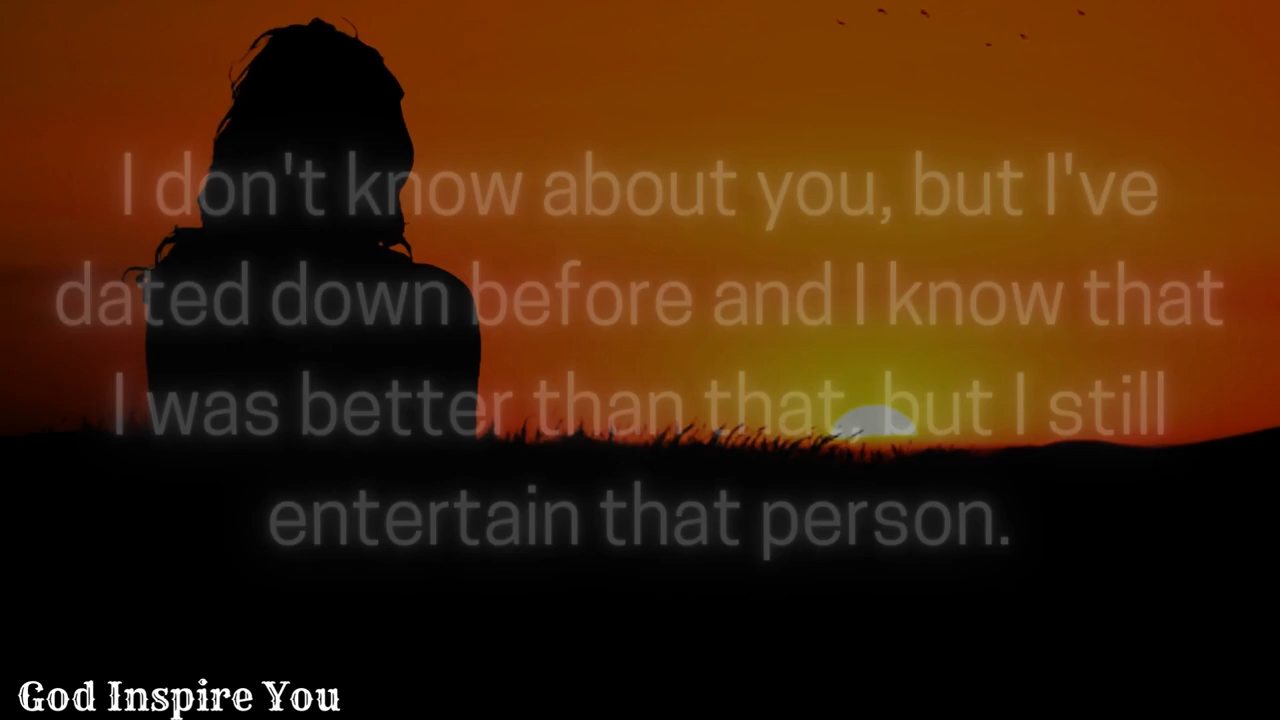 I don't know about you, but I've
dated down before and I know that
I was better than that, but I still
entertain that person.
God Inspire You